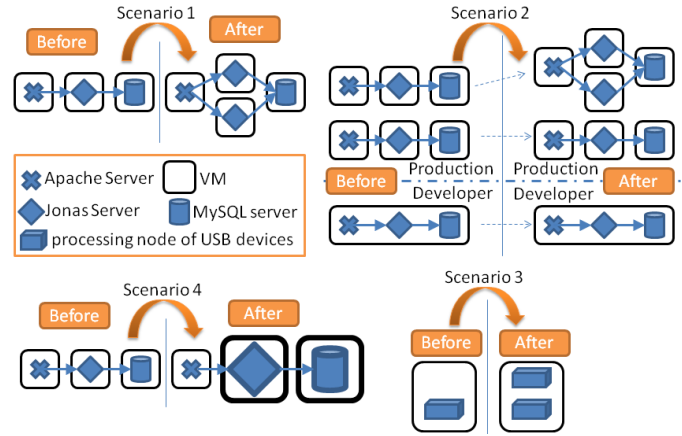 Scenario 1
Before
After
Scenario 2
Apache Server
VM
Jonas Server
MySQL server
processing node of USB devices
Before
Production
Developer
Production
Developer
After
Scenario 4
Before
After
Scenario 3
Before
After